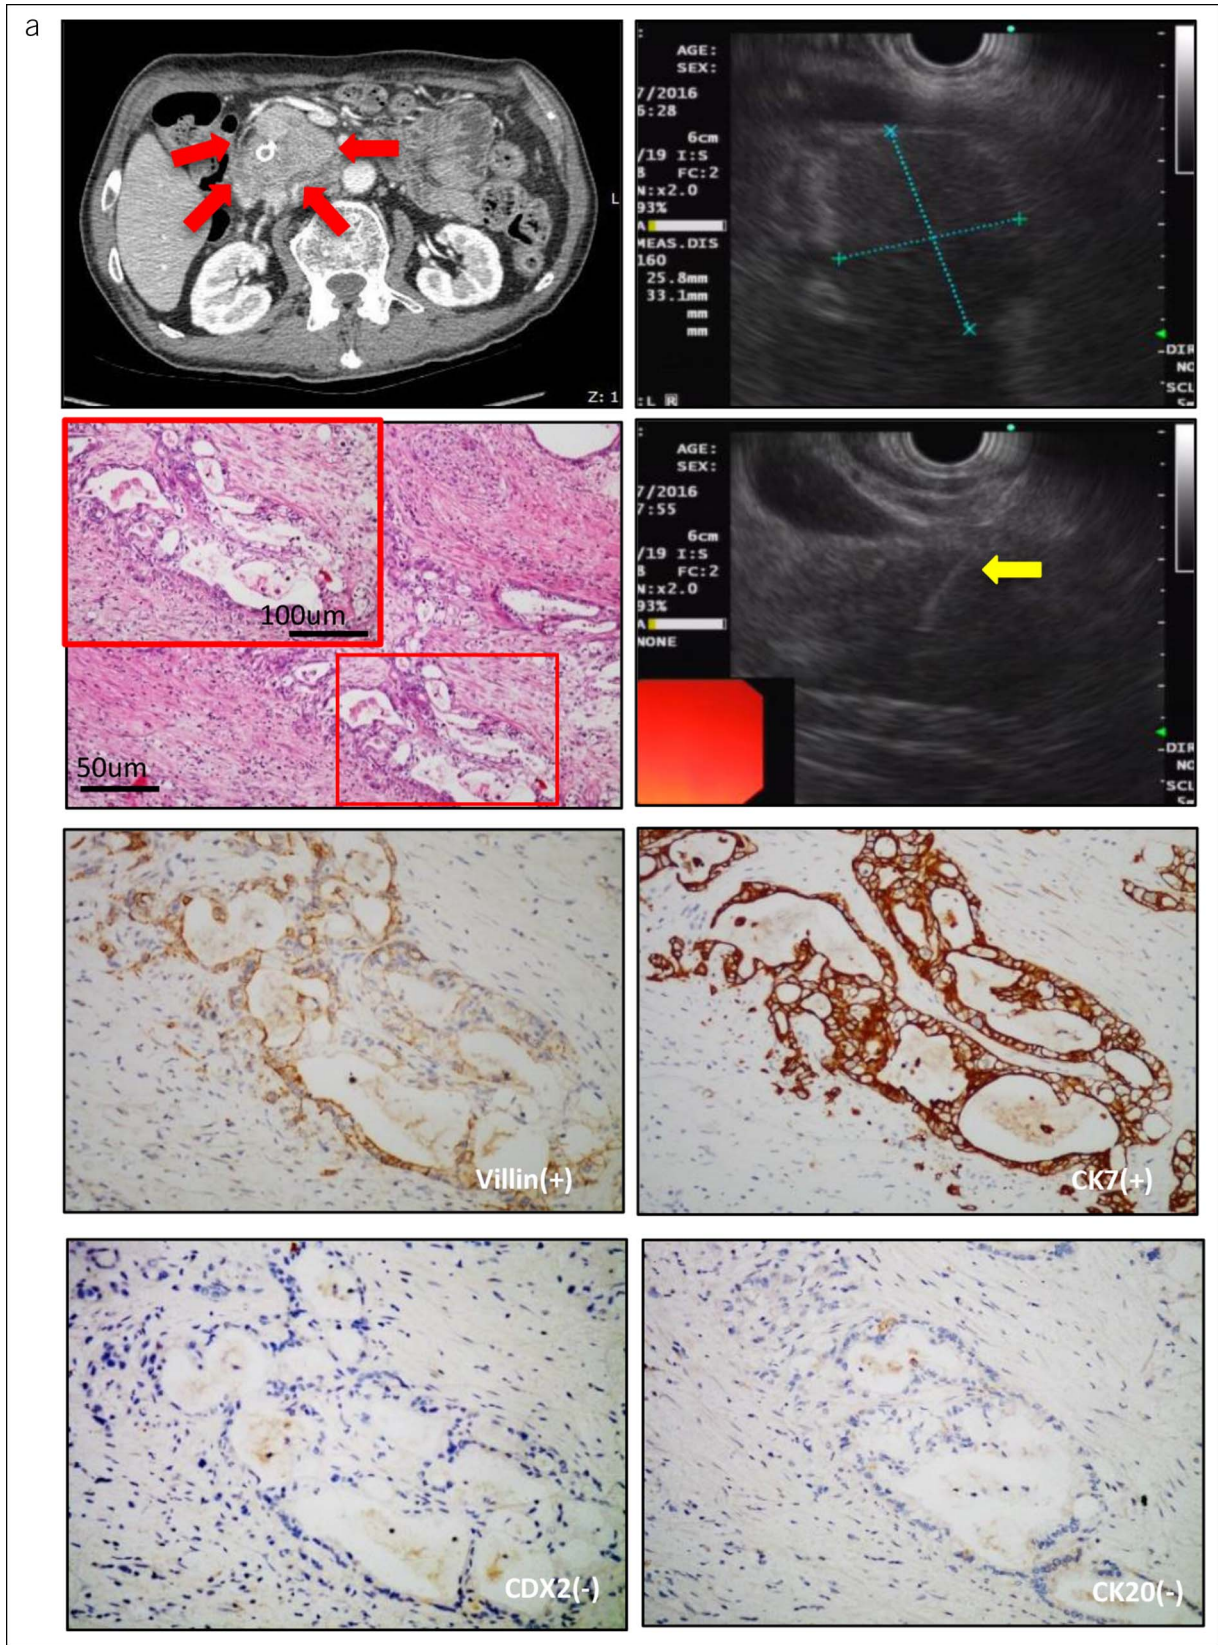 a
L
Z: 1
AGE:
SEX:
7/2016
6:28
6cm
/19 I:S
FC:2
N:x2.0
93%
A
MEAS.DIS
160
25.8mm
33.1mm
mm
mm
:L R
DIR
NO
SCL
100um
50um
AGE:
SEX:
7/2016
7:55
6cm
/19 I:S
FC:2
N:x2.0
93%
A
NONE
DIR
NO
SCL
Villin(+)
CK7(+)
CDX2(-)
CK20(-)